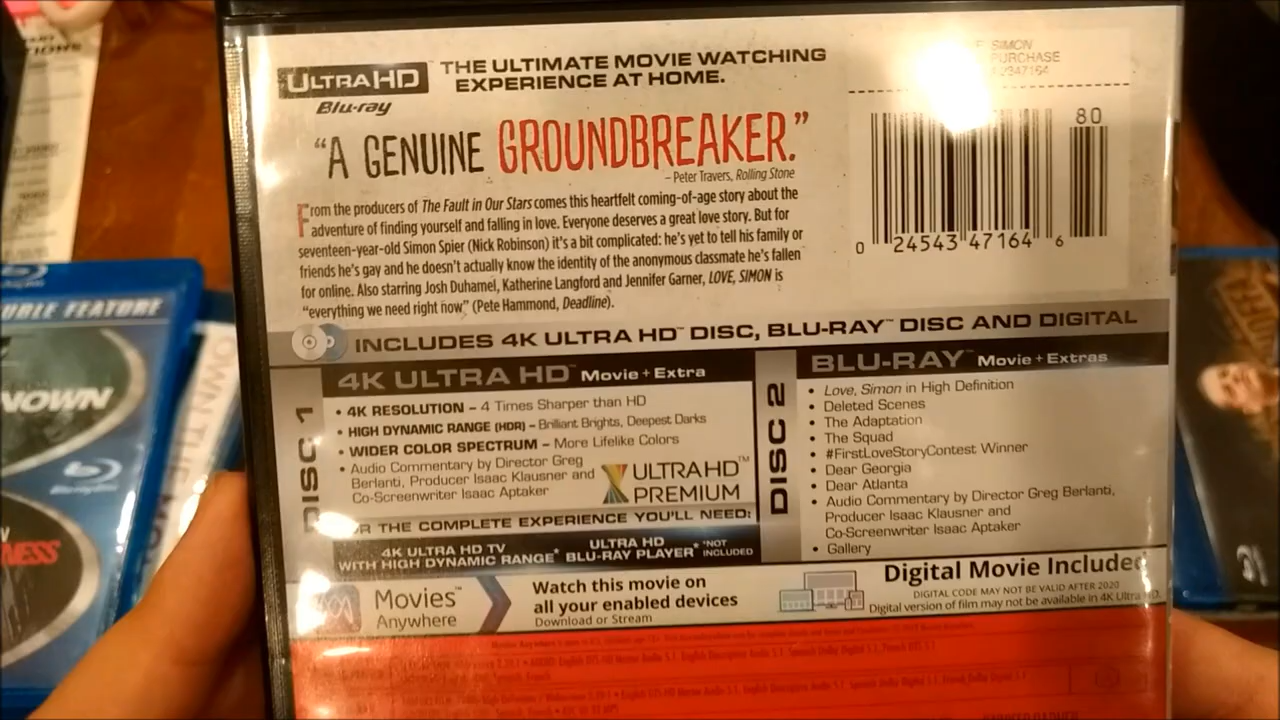 ULTRA HD
Blu-ray
THE ULTIMATE MOVIE WATCHING
EXPERIENCE AT HOME.
SIMON
PURCHASE
"A GENUINE GROUNDBREAKER."
– Peter Travers, Rolling Stone
80
0 24543 47164 6
From the producers of The Fault in Our Stars comes this heartfelt coming-of-age story about the
adventure of finding yourself and falling in love. Everyone deserves a great love story. But for
seventeen-year-old Simon Spier (Nick Robinson) it's a bit complicated: he's yet to tell his family or
friends he's gay and he doesn't actually know the identity of the anonymous classmate he's fallen
for online. Also starring Josh Duhamel, Katherine Langford and Jennifer Garner, LOVE, SIMON is
"everything we need right now" (Pete Hammond, Deadline).
INCLUDES 4K ULTRA HD™ DISC, BLU-RAY™ DISC AND DIGITAL
DISC 1
4K ULTRA HD™ Movie + Extra
• 4K RESOLUTION – 4 Times Sharper than HD
• HIGH DYNAMIC RANGE (HDR) – Brilliant Brights, Deepest Darks
• WIDER COLOR SPECTRUM – More Lifelike Colors
• Audio Commentary by Director Greg
Berlanti, Producer Isaac Klausner and
Co-Screenwriter Isaac Aptaker
ULTRA HD™
PREMIUM
OR THE COMPLETE EXPERIENCE YOU'LL NEED:
4K ULTRA HD TV
WITH HIGH DYNAMIC RANGE*
ULTRA HD
BLU-RAY PLAYER*
*NOT
INCLUDED
DISC 2
BLU-RAY™ Movie + Extras
• Love, Simon in High Definition
• Deleted Scenes
• The Adaptation
• The Squad
• #FirstLoveStoryContest Winner
• Dear Georgia
• Dear Atlanta
• Audio Commentary by Director Greg Berlanti,
Producer Isaac Klausner and
Co-Screenwriter Isaac Aptaker
• Gallery
Movies™
Anywhere
Watch this movie on
all your enabled devices
Download or Stream
Digital Movie Included
DIGITAL CODE MAY NOT BE VALID AFTER 2020
Digital version of film may not be available in 4K Ultra HD.
UBLE FEATURE
NOWN
Blu-ray
NESS
OWN THE